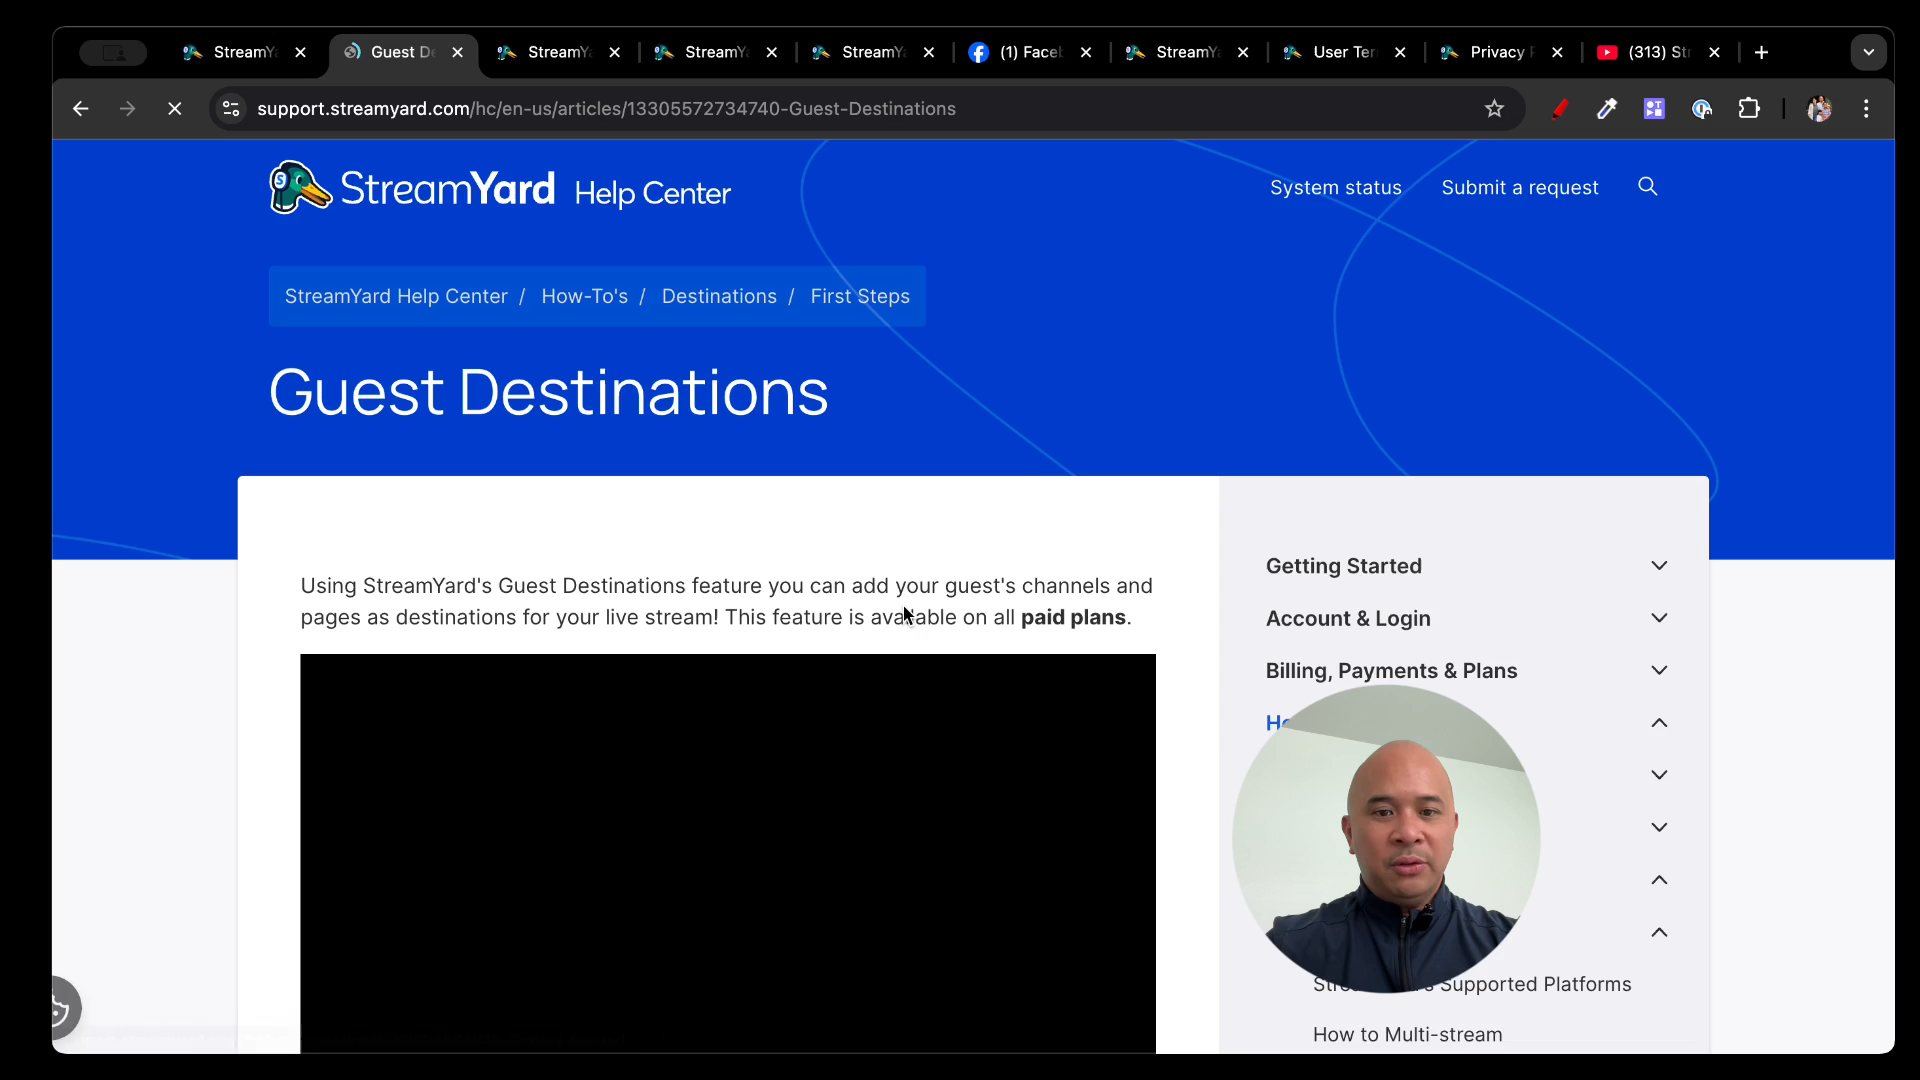 StreamY
Guest De
StreamY
StreamY
StreamY
(1) Face
StreamY
User Ter
Privacy P
(313) St
support.streamyard.com/hc/en-us/articles/13305572734740-Guest-Destinations
StreamYard Help Center
System status
Submit a request
StreamYard Help Center / How-To's / Destinations / First Steps
Guest Destinations
Using StreamYard's Guest Destinations feature you can add your guest's channels and
pages as destinations for your live stream! This feature is available on all paid plans.
Getting Started
Account & Login
Billing, Payments & Plans
Supported Platforms
How to Multi-stream